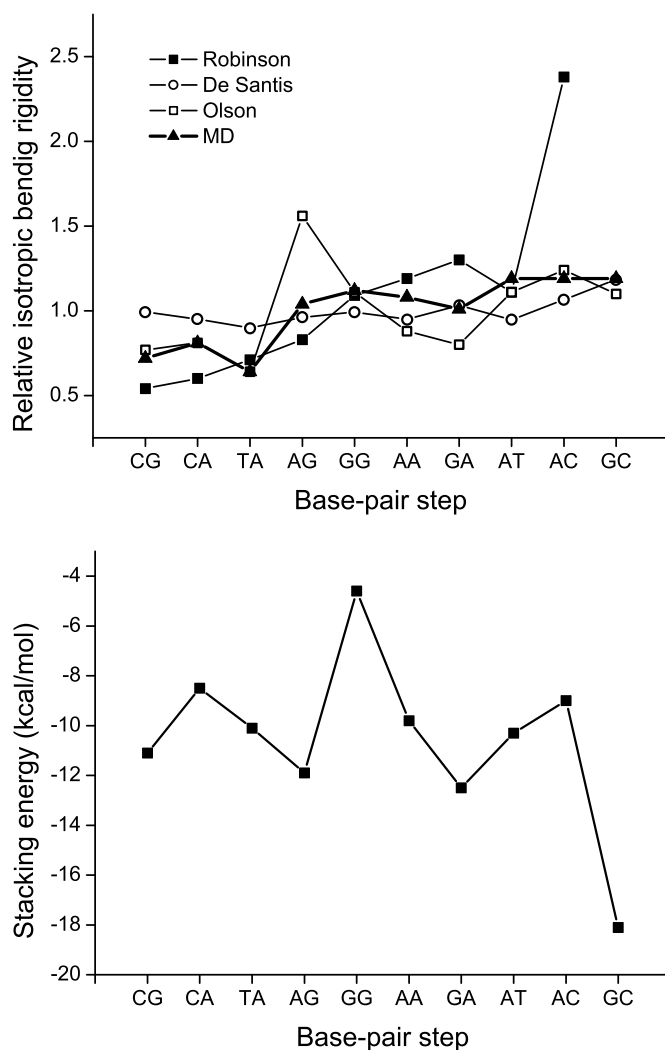 Relative isotropic bendig rigidity
Robinson
De Santis
Olson
MD
2.5
2.0
1.5
1.0
0.5
CG CA TA AG GG AA GA AT AC GC
Base-pair step
Stacking energy (kcal/mol)
-4
-6
-8
-10
-12
-14
-16
-18
-20
CG CA TA AG GG AA GA AT AC GC
Base-pair step